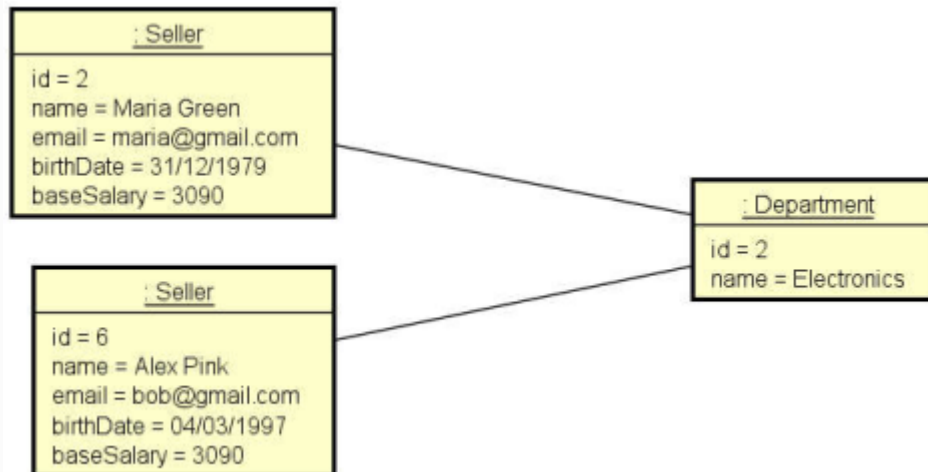 : Seller
id = 2
name = Maria Green
email = maria@gmail.com
birthDate = 31/12/1979
baseSalary = 3090
: Department
id = 2
name = Electronics
: Seller
id = 6
name = Alex Pink
email = bob@gmail.com
birthDate = 04/03/1997
baseSalary = 3090